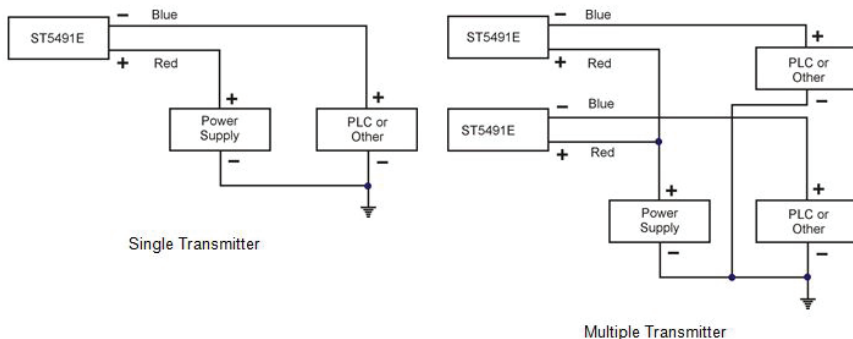 − Blue
ST5491E
+ Red
+
Power
Supply
−
+
PLC or
Other
−
Single Transmitter
− Blue
ST5491E
+ Red
+
PLC or
Other
−
− Blue
ST5491E
+ Red
+
Power
Supply
−
+
PLC or
Other
−
Multiple Transmitter